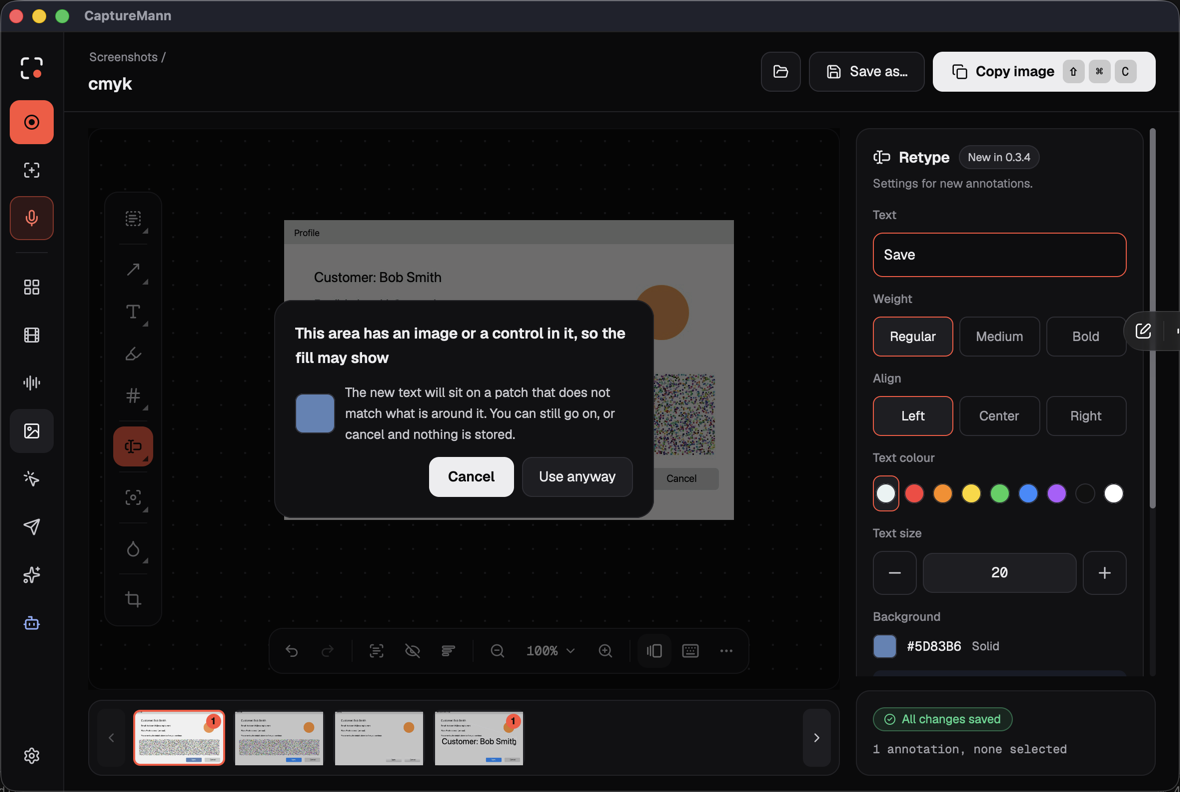 CaptureMann
Screenshots /
cmyk
Save as...
Copy image ⇧ ⌘ C
Profile
Customer: Bob Smith
This area has an image or a control in it, so the
fill may show
The new text will sit on a patch that does not
match what is around it. You can still go on, or
cancel and nothing is stored.
Cancel
Use anyway
Cancel
100%
Retype
New in 0.3.4
Settings for new annotations.
Text
Save
Weight
Regular
Medium
Bold
Align
Left
Center
Right
Text colour
Text size
20
Background
#5D83B6 Solid
1
1
Customer: Bob Smith
All changes saved
1 annotation, none selected